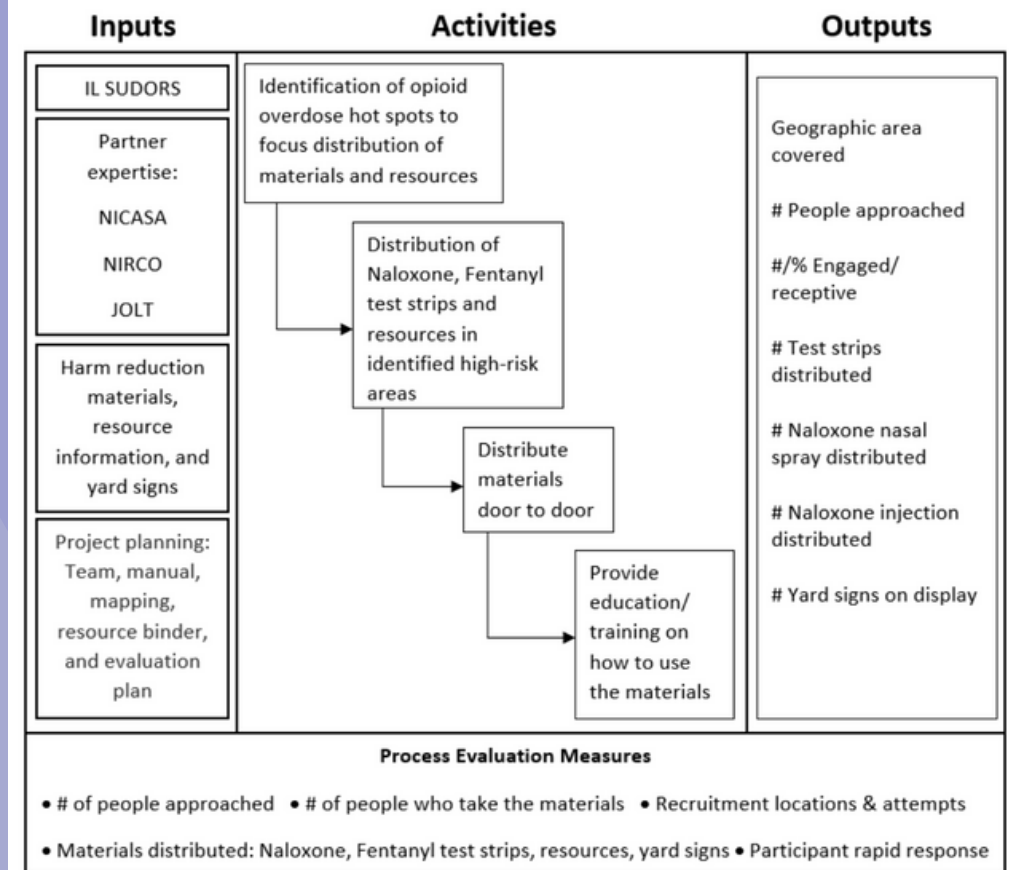 Inputs
Activities
Outputs
IL SUDORS
Partner
expertise:
NICASA
NIRCO
JOLT
Harm reduction
materials,
resource
information, and
yard signs
Project planning:
Team, manual,
mapping,
resource binder,
and evaluation
plan
Identification of opioid
overdose hot spots to
focus distribution of
materials and resources
Distribution of
Naloxone, Fentanyl
test strips and
resources in
identified high-risk
areas
Distribute
materials
door to door
Provide
education/
training on
how to use
the materials
Geographic area
covered
# People approached
#/% Engaged/
receptive
# Test strips
distributed
# Naloxone nasal
spray distributed
# Naloxone injection
distributed
# Yard signs on display
Process Evaluation Measures
• # of people approached • # of people who take the materials • Recruitment locations & attempts
• Materials distributed: Naloxone, Fentanyl test strips, resources, yard signs • Participant rapid response